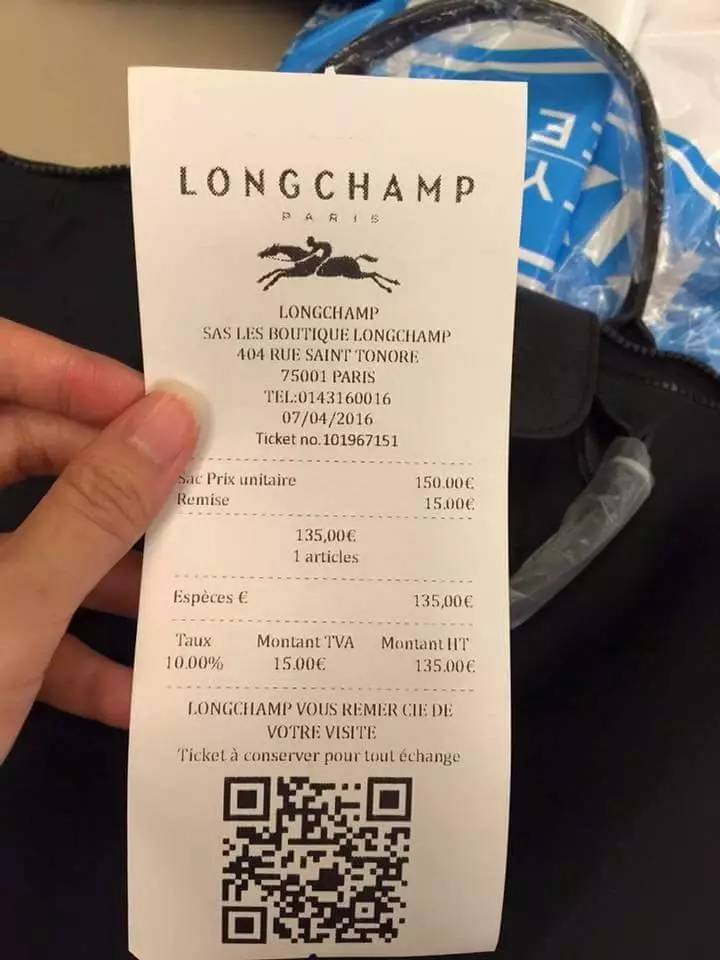 LONGCHAMP
PARIS
LONGCHAMP
SAS LES BOUTIQUE LONGCHAMP
404 RUE SAINT TONORE
75001 PARIS
TEL:0143160016
07/04/2016
Ticket no.101967151
Sac Prix unitaire 150.00€
Remise 15.00€
135,00€
1 articles
Espèces € 135,00€
Taux Montant TVA Montant HT
10.00% 15.00€ 135.00€
LONGCHAMP VOUS REMER CIE DE
VOTRE VISITE
Ticket à conserver pour tout échange